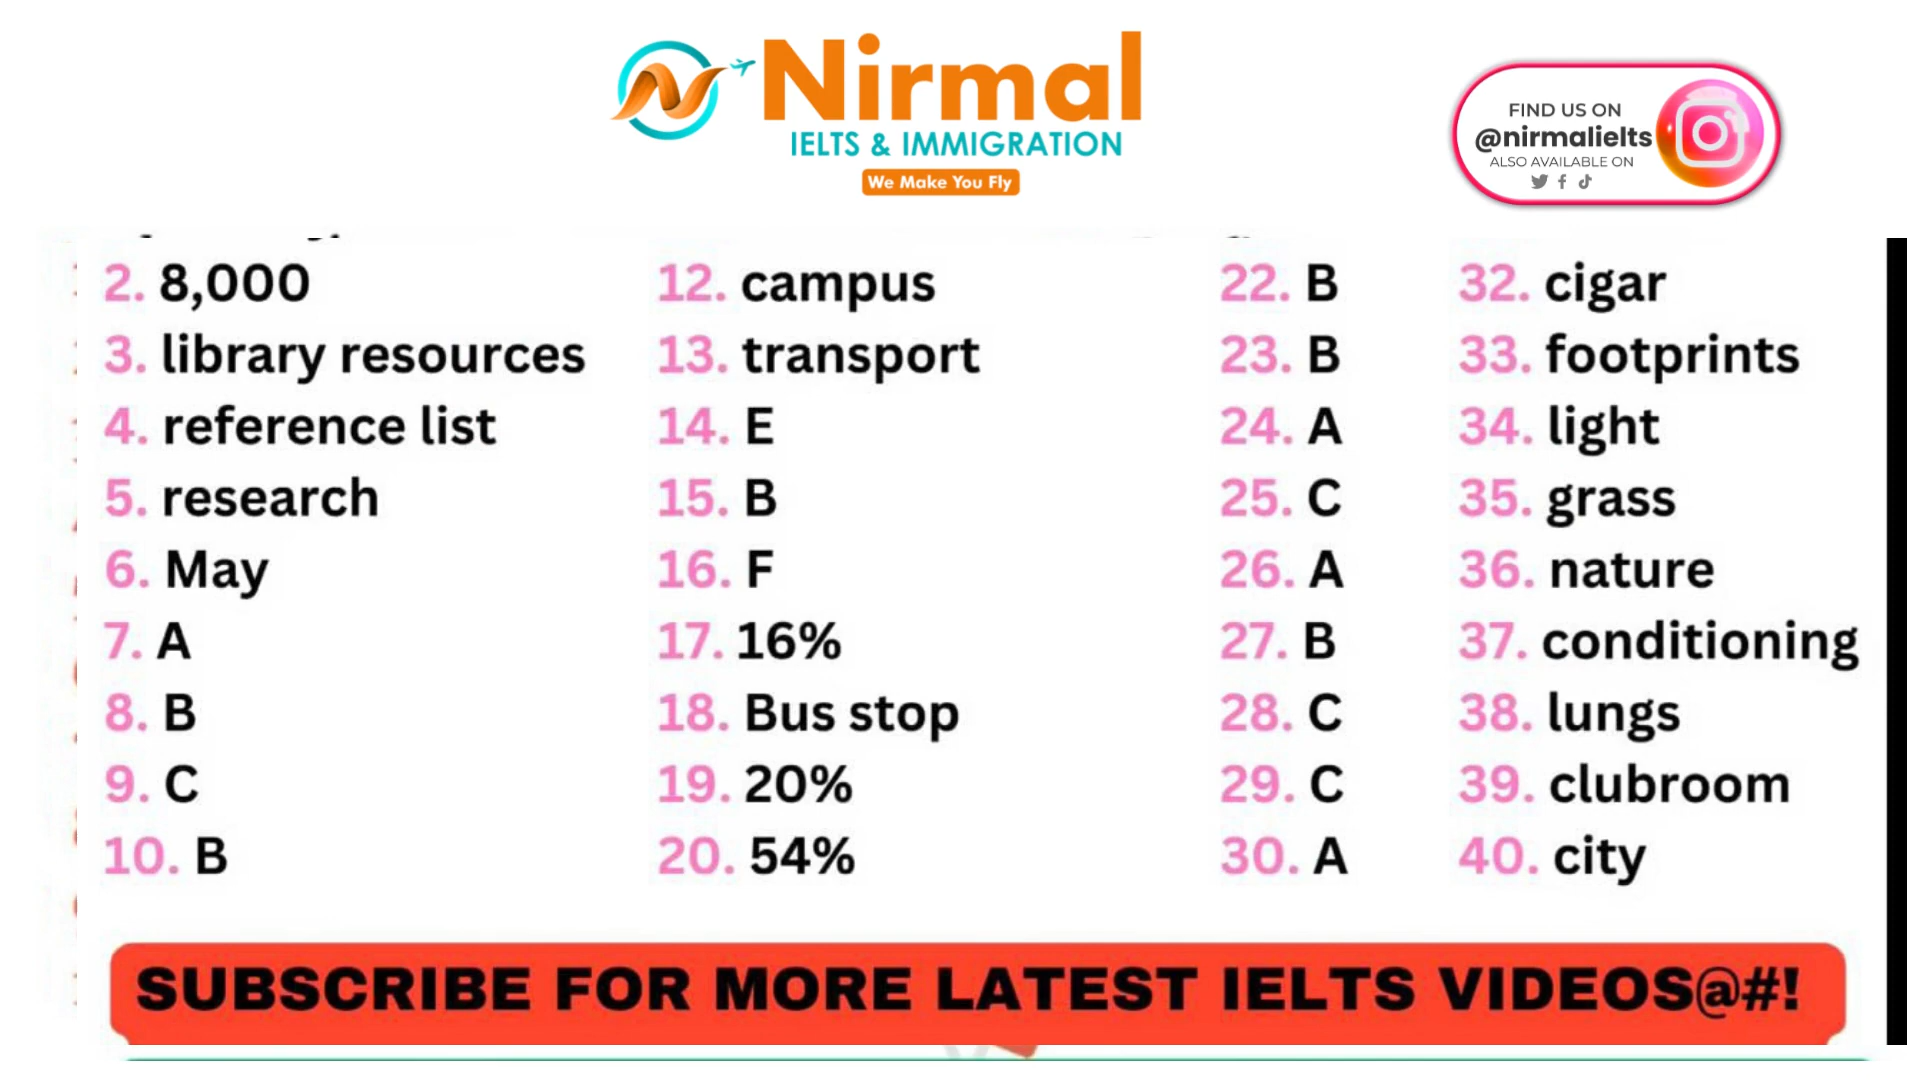 Nirmal
IELTS & IMMIGRATION
We Make You Fly
FIND US ON
@nirmalielts
ALSO AVAILABLE ON
2. 8,000
3. library resources
4. reference list
5. research
6. May
7. A
8. B
9. C
10. B
12. campus
13. transport
14. E
15. B
16. F
17. 16%
18. Bus stop
19. 20%
20. 54%
22. B
23. B
24. A
25. C
26. A
27. B
28. C
29. C
30. A
32. cigar
33. footprints
34. light
35. grass
36. nature
37. conditioning
38. lungs
39. clubroom
40. city
SUBSCRIBE FOR MORE LATEST IELTS VIDEOS@#!